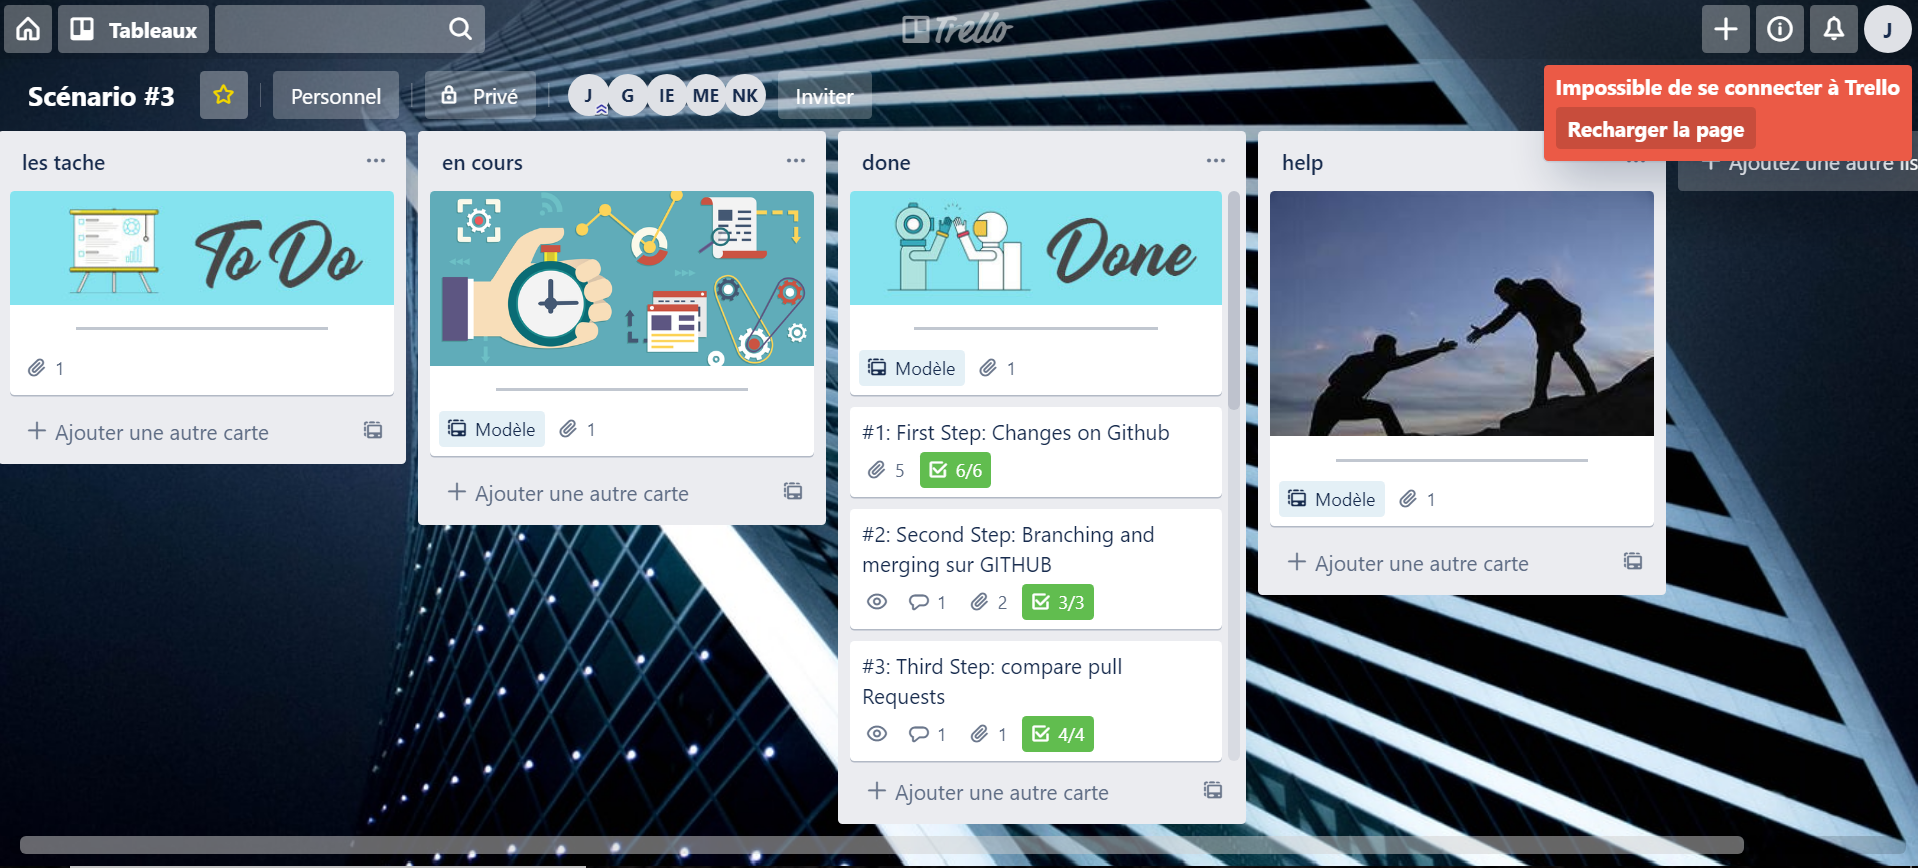 Tableaux
Trello
J
Scénario #3
Personnel
Privé
J
G
IE
ME
NK
Inviter
Impossible de se connecter à Trello
Recharger la page
les tache
To Do
1
Ajouter une autre carte
en cours
Modèle
1
Ajouter une autre carte
done
Done
Modèle
1
#1: First Step: Changes on Github
5
6/6
#2: Second Step: Branching and
merging sur GITHUB
1
2
3/3
#3: Third Step: compare pull
Requests
1
1
4/4
Ajouter une autre carte
help
Modèle
1
Ajouter une autre carte
Ajoutez une autre lis